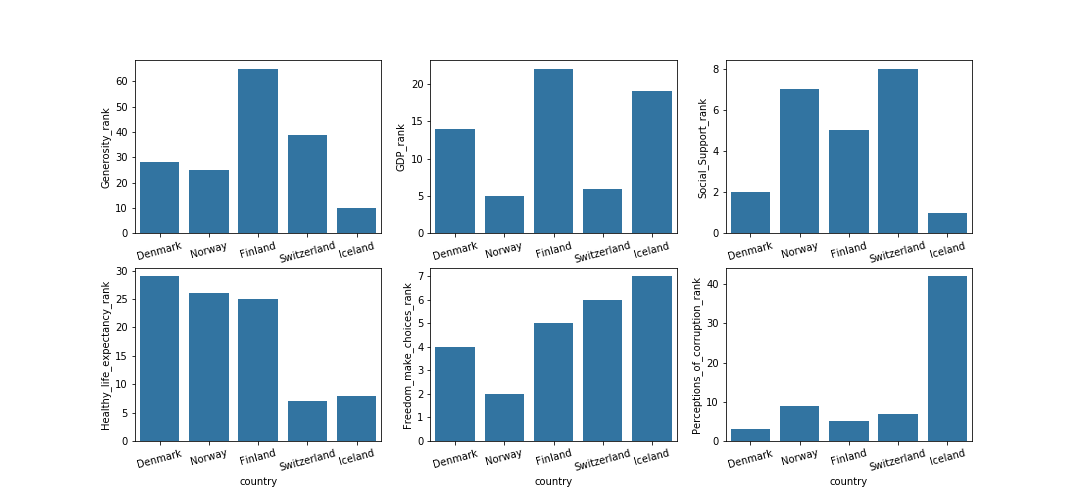 Generosity_rank
60
50
40
30
20
10
0
Denmark Norway Finland Switzerland Iceland
GDP_rank
20
15
10
5
0
Denmark Norway Finland Switzerland Iceland
Social_Support_rank
8
6
4
2
0
Denmark Norway Finland Switzerland Iceland
Healthy_life_expectancy_rank
30
25
20
15
10
5
0
Denmark Norway Finland Switzerland Iceland
country
Freedom_make_choices_rank
7
6
5
4
3
2
1
0
Denmark Norway Finland Switzerland Iceland
country
Perceptions_of_corruption_rank
40
30
20
10
0
Denmark Norway Finland Switzerland Iceland
country